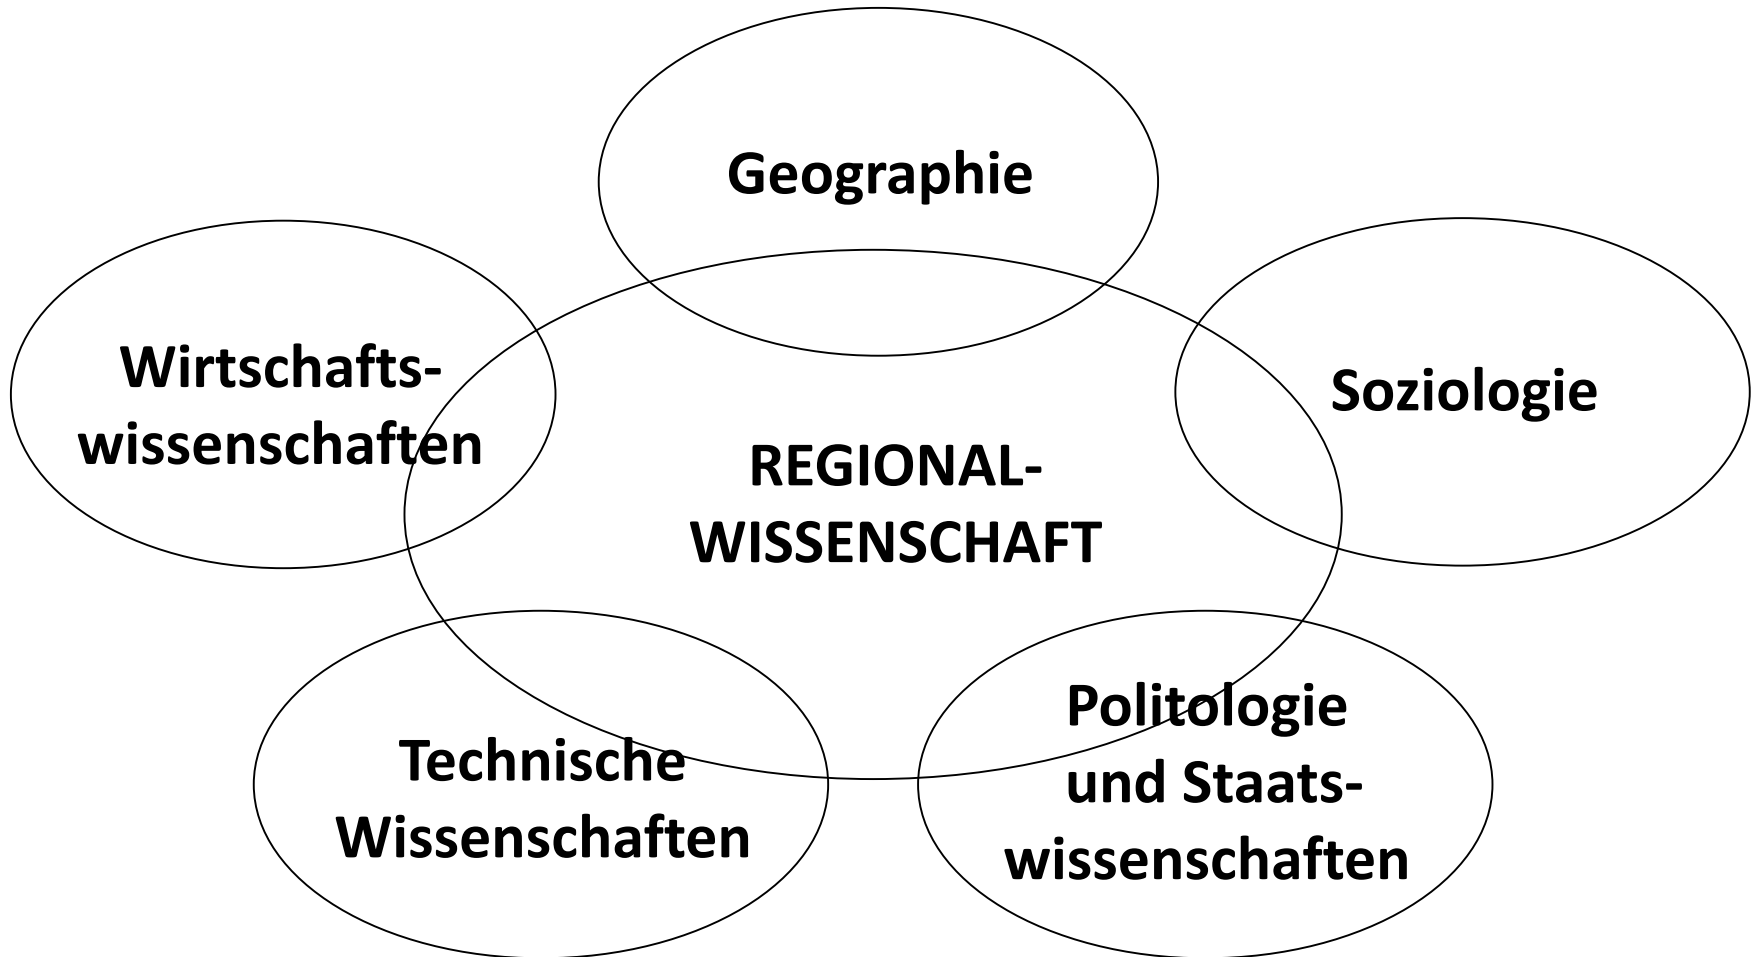 Geographie
Wirtschafts-
wissenschaften
Soziologie
REGIONAL-
WISSENSCHAFT
Technische
Wissenschaften
Politologie
und Staats-
wissenschaften